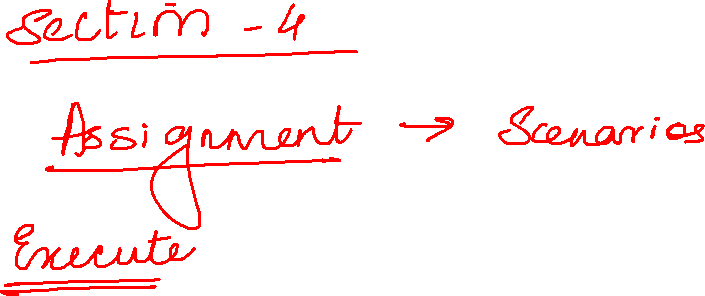 Section - 4
Assignment → Scenarios
Execute